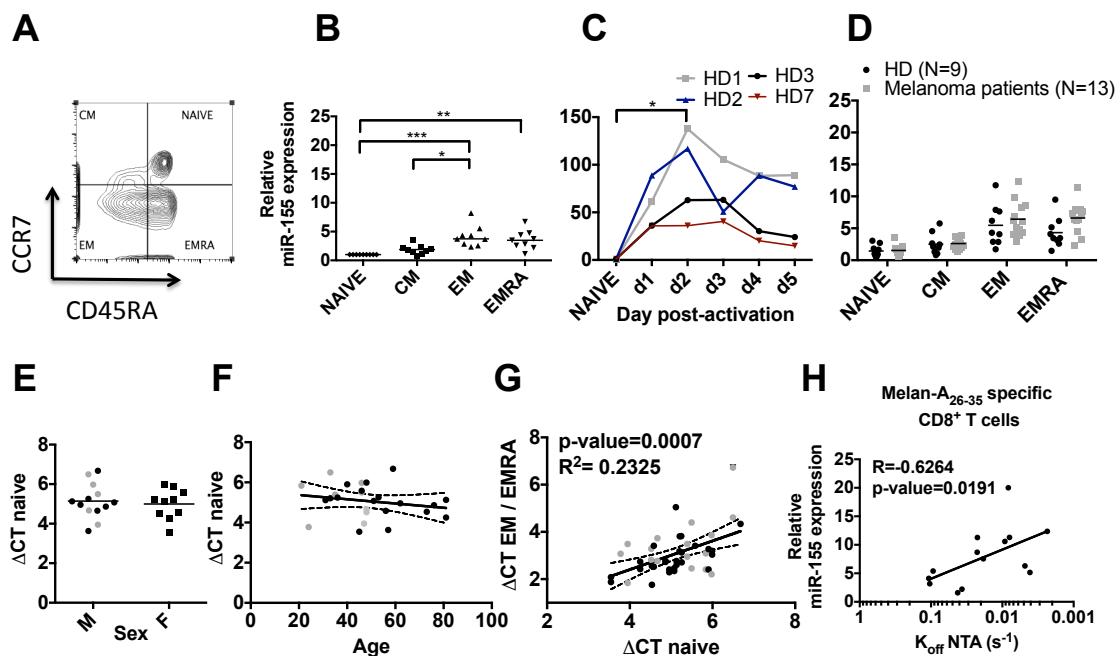 A
CM
NAIVE
EM
EMRA
CCR7
CD45RA
B
Relative
miR-155 expression
25
20
15
10
5
0
**
***
*
NAIVE
CM
EM
EMRA
C
HD1
HD2
HD3
HD7
150
100
50
0
*
NAIVE
d1
d2
d3
d4
d5
Day post-activation
D
HD (N=9)
Melanoma patients (N=13)
25
20
15
10
5
0
NAIVE
CM
EM
EMRA
E
ΔCT naive
8
6
4
2
0
M
F
Sex
F
ΔCT naive
8
6
4
2
0
0 20 40 60 80 100
Age
G
p-value=0.0007
R²= 0.2325
ΔCT EM / EMRA
8
6
4
2
0
2 4 6 8
ΔCT naive
H
Melan-A₂₆₋₃₅ specific
CD8⁺ T cells
R=-0.6264
p-value=0.0191
Relative
miR-155 expression
25
20
15
10
5
0
1 0.1 0.01 0.001
Koff NTA (s⁻¹)